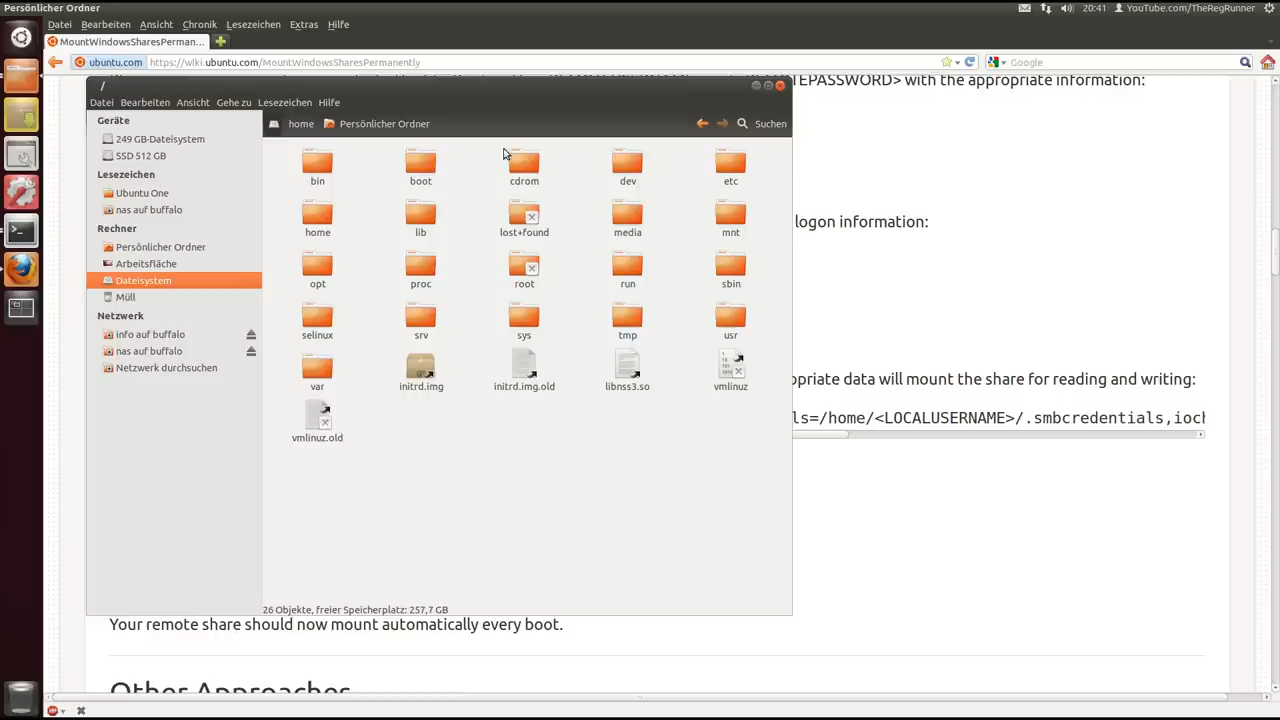 Persönlicher Ordner
20:41
YouTube.com/TheRegRunner
Datei Bearbeiten Ansicht Chronik Lesezeichen Extras Hilfe
MountWindowsSharesPerman...
ubuntu.com
https://wiki.ubuntu.com/MountWindowsSharesPermanently
Google
TEPASSWORD> with the appropriate information:
/
Datei Bearbeiten Ansicht Gehe zu Lesezeichen Hilfe
home Persönlicher Ordner
Suchen
Geräte
249 GB-Dateisystem
SSD 512 GB
Lesezeichen
Ubuntu One
nas auf buffalo
Rechner
Persönlicher Ordner
Arbeitsfläche
Dateisystem
Müll
Netzwerk
info auf buffalo
nas auf buffalo
Netzwerk durchsuchen
bin boot cdrom dev etc
home lib lost+found media mnt
opt proc root run sbin
selinux srv sys tmp usr
var initrd.img initrd.img.old libnss3.so vmlinuz
vmlinuz.old
26 Objekte, freier Speicherplatz: 257,7 GB
logon information:
opriate data will mount the share for reading and writing:
ls=/home/<LOCALUSERNAME>/.smbcredentials,ioch
Your remote share should now mount automatically every boot.
Other Approaches